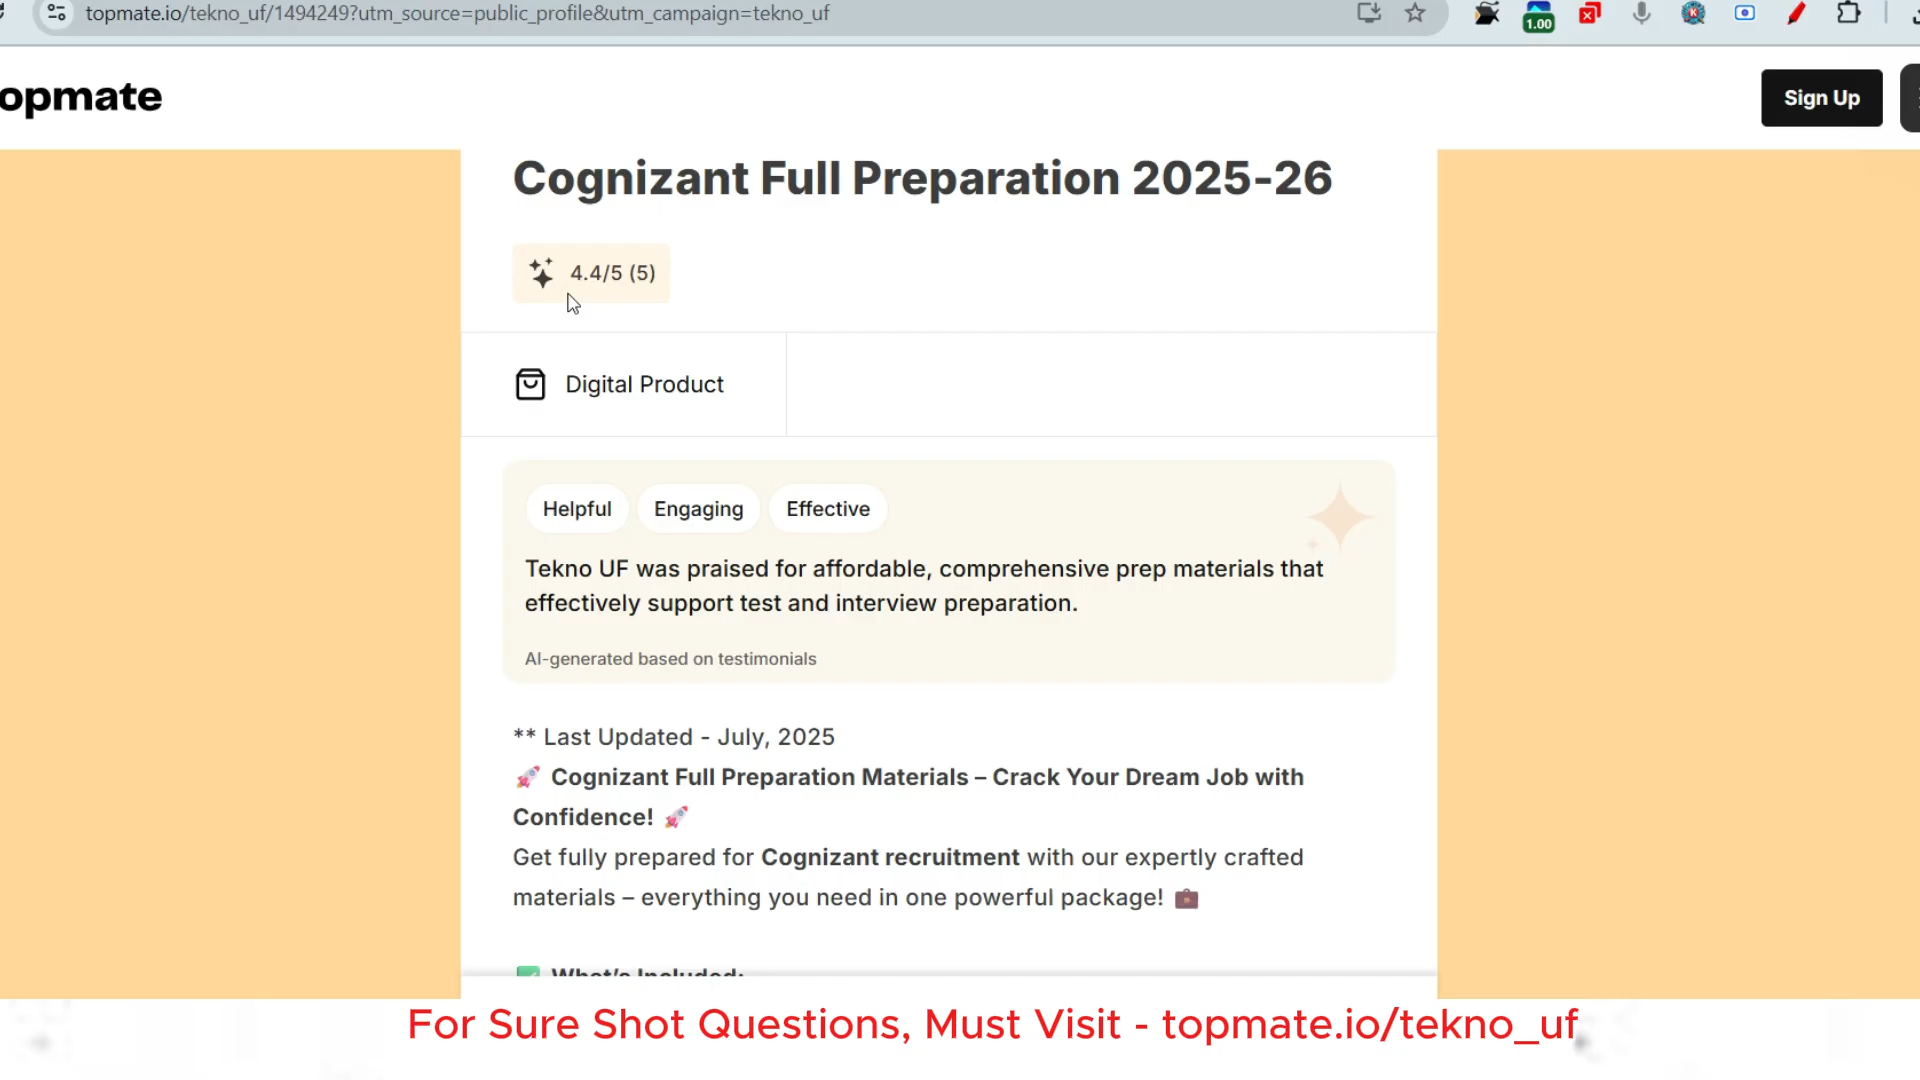 topmate.io/tekno_uf/1494249?utm_source=public_profile&utm_campaign=tekno_uf
1.00
opmate
Sign Up
Cognizant Full Preparation 2025-26
4.4/5 (5)
Digital Product
Helpful Engaging Effective
Tekno UF was praised for affordable, comprehensive prep materials that
effectively support test and interview preparation.
AI-generated based on testimonials
** Last Updated - July, 2025
🚀 Cognizant Full Preparation Materials – Crack Your Dream Job with
Confidence! 🚀
Get fully prepared for Cognizant recruitment with our expertly crafted
materials – everything you need in one powerful package! 💼
✅ What's Included:
For Sure Shot Questions, Must Visit - topmate.io/tekno_uf